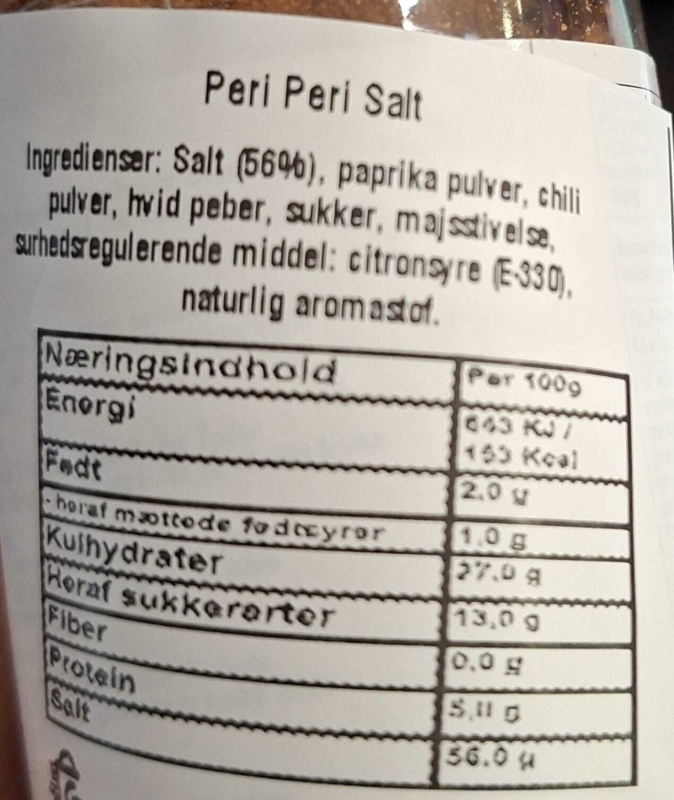 Peri Peri Salt
Ingredienser: Salt (56%), paprika pulver, chili
pulver, hvid peber, sukker, majsstivelse,
surhedsregulerende middel: citronsyre (E-330),
naturlig aromastof.
Næringsindhold Per 100g
Energi KJ /
153 Kcal
Fedt 2.0 g
- horaf mættede fedtsyrer 1.0 g
Kulhydrater 27.0 g
Heraf sukkerarter 13,0 g
Fiber 0.0 g
Protein 5,11 g
Salt 56.0 g